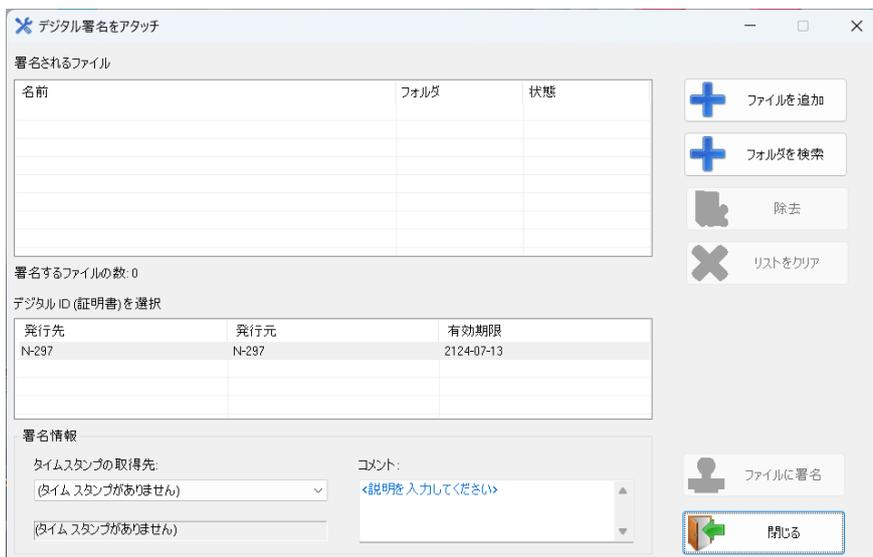 デジタル署名をアタッチ
署名されるファイル
名前 フォルダ 状態
ファイルを追加
フォルダを検索
除去
リストをクリア
署名するファイルの数: 0
デジタル ID (証明書)を選択
発行先 発行元 有効期限
N-297 N-297 2124-07-13
署名情報
タイムスタンプの取得先:
(タイム スタンプがありません)
(タイム スタンプがありません)
コメント:
<説明を入力してください>
ファイルに署名
閉じる